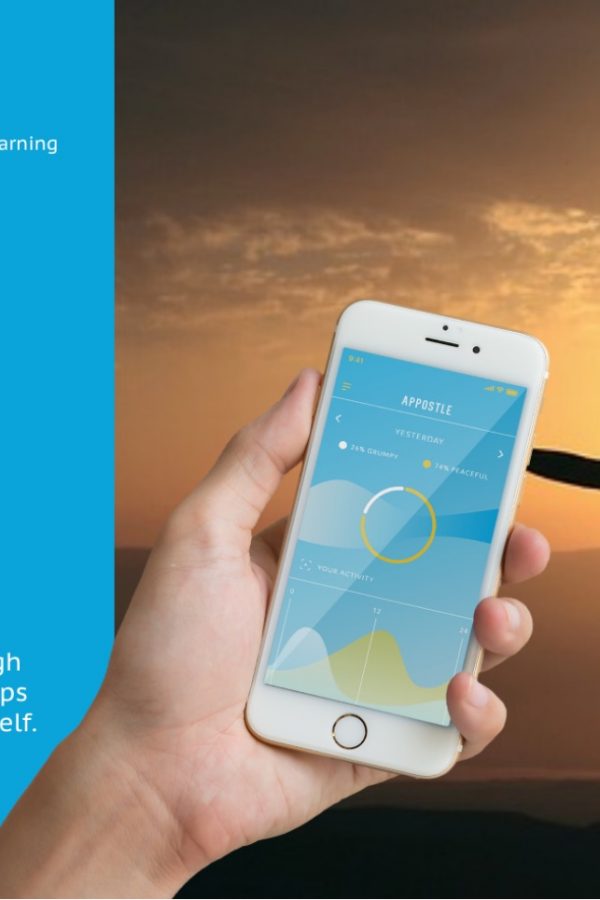 arning
9:41
APPOSTLE
YESTERDAY
26% GRUMPY
74% PEACEFUL
YOUR ACTIVITY
0
12
24
gh
ps
elf.